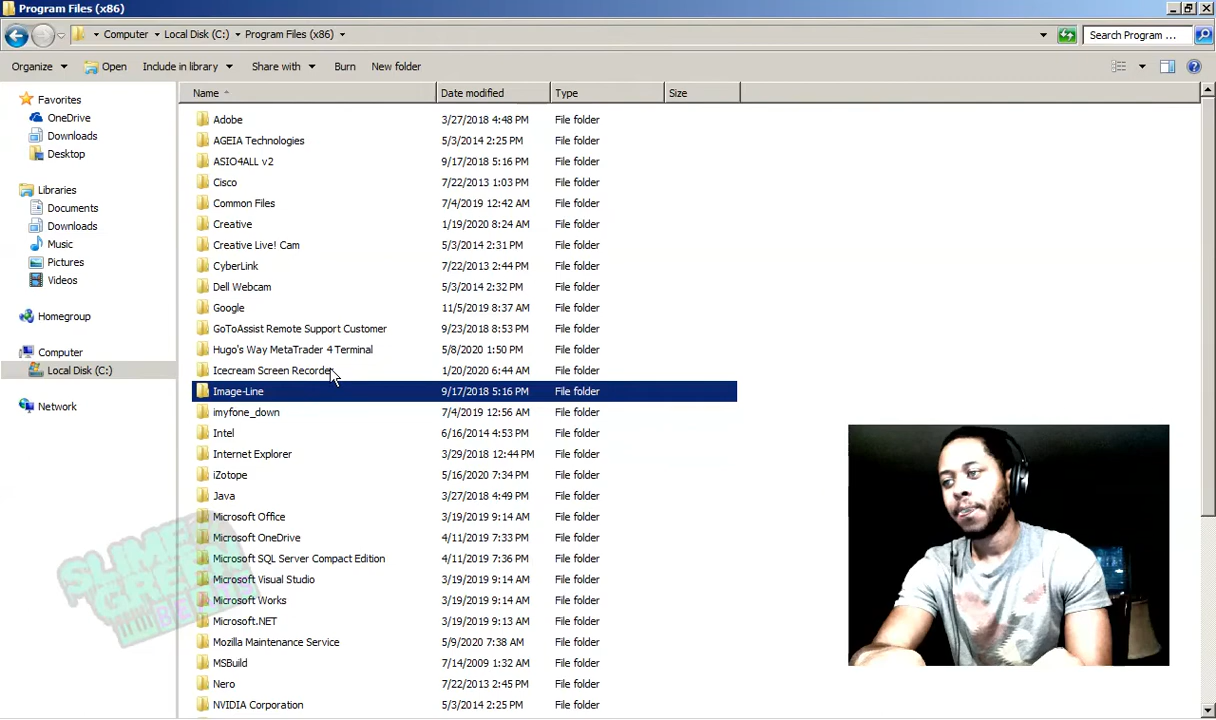 Program Files (x86)
Computer Local Disk (C:) Program Files (x86)
Search Program ...
Organize Open Include in library Share with Burn New folder
Favorites
OneDrive
Downloads
Desktop
Libraries
Documents
Downloads
Music
Pictures
Videos
Homegroup
Computer
Local Disk (C:)
Network
Name Date modified Type Size
Adobe 3/27/2018 4:48 PM File folder
AGEIA Technologies 5/3/2014 2:25 PM File folder
ASIO4ALL v2 9/17/2018 5:16 PM File folder
Cisco 7/22/2013 1:03 PM File folder
Common Files 7/4/2019 12:42 AM File folder
Creative 1/19/2020 8:24 AM File folder
Creative Live! Cam 5/3/2014 2:31 PM File folder
CyberLink 7/22/2013 2:44 PM File folder
Dell Webcam 5/3/2014 2:32 PM File folder
Google 11/5/2019 8:37 AM File folder
GoToAssist Remote Support Customer 9/23/2018 8:53 PM File folder
Hugo's Way MetaTrader 4 Terminal 5/8/2020 1:50 PM File folder
Icecream Screen Recorder 1/20/2020 6:44 AM File folder
Image-Line 9/17/2018 5:16 PM File folder
imyfone_down 7/4/2019 12:56 AM File folder
Intel 6/16/2014 4:53 PM File folder
Internet Explorer 3/29/2018 12:44 PM File folder
iZotope 5/16/2020 7:34 PM File folder
Java 3/27/2018 4:49 PM File folder
Microsoft Office 3/19/2019 9:14 AM File folder
Microsoft OneDrive 4/11/2019 7:33 PM File folder
Microsoft SQL Server Compact Edition 4/11/2019 7:36 PM File folder
Microsoft Visual Studio 3/19/2019 9:14 AM File folder
Microsoft Works 3/19/2019 9:14 AM File folder
Microsoft.NET 3/19/2019 9:13 AM File folder
Mozilla Maintenance Service 5/9/2020 7:38 AM File folder
MSBuild 7/14/2009 1:32 AM File folder
Nero 7/22/2013 2:45 PM File folder
NVIDIA Corporation 5/3/2014 2:25 PM File folder
SLIME
GREEN
BEATS